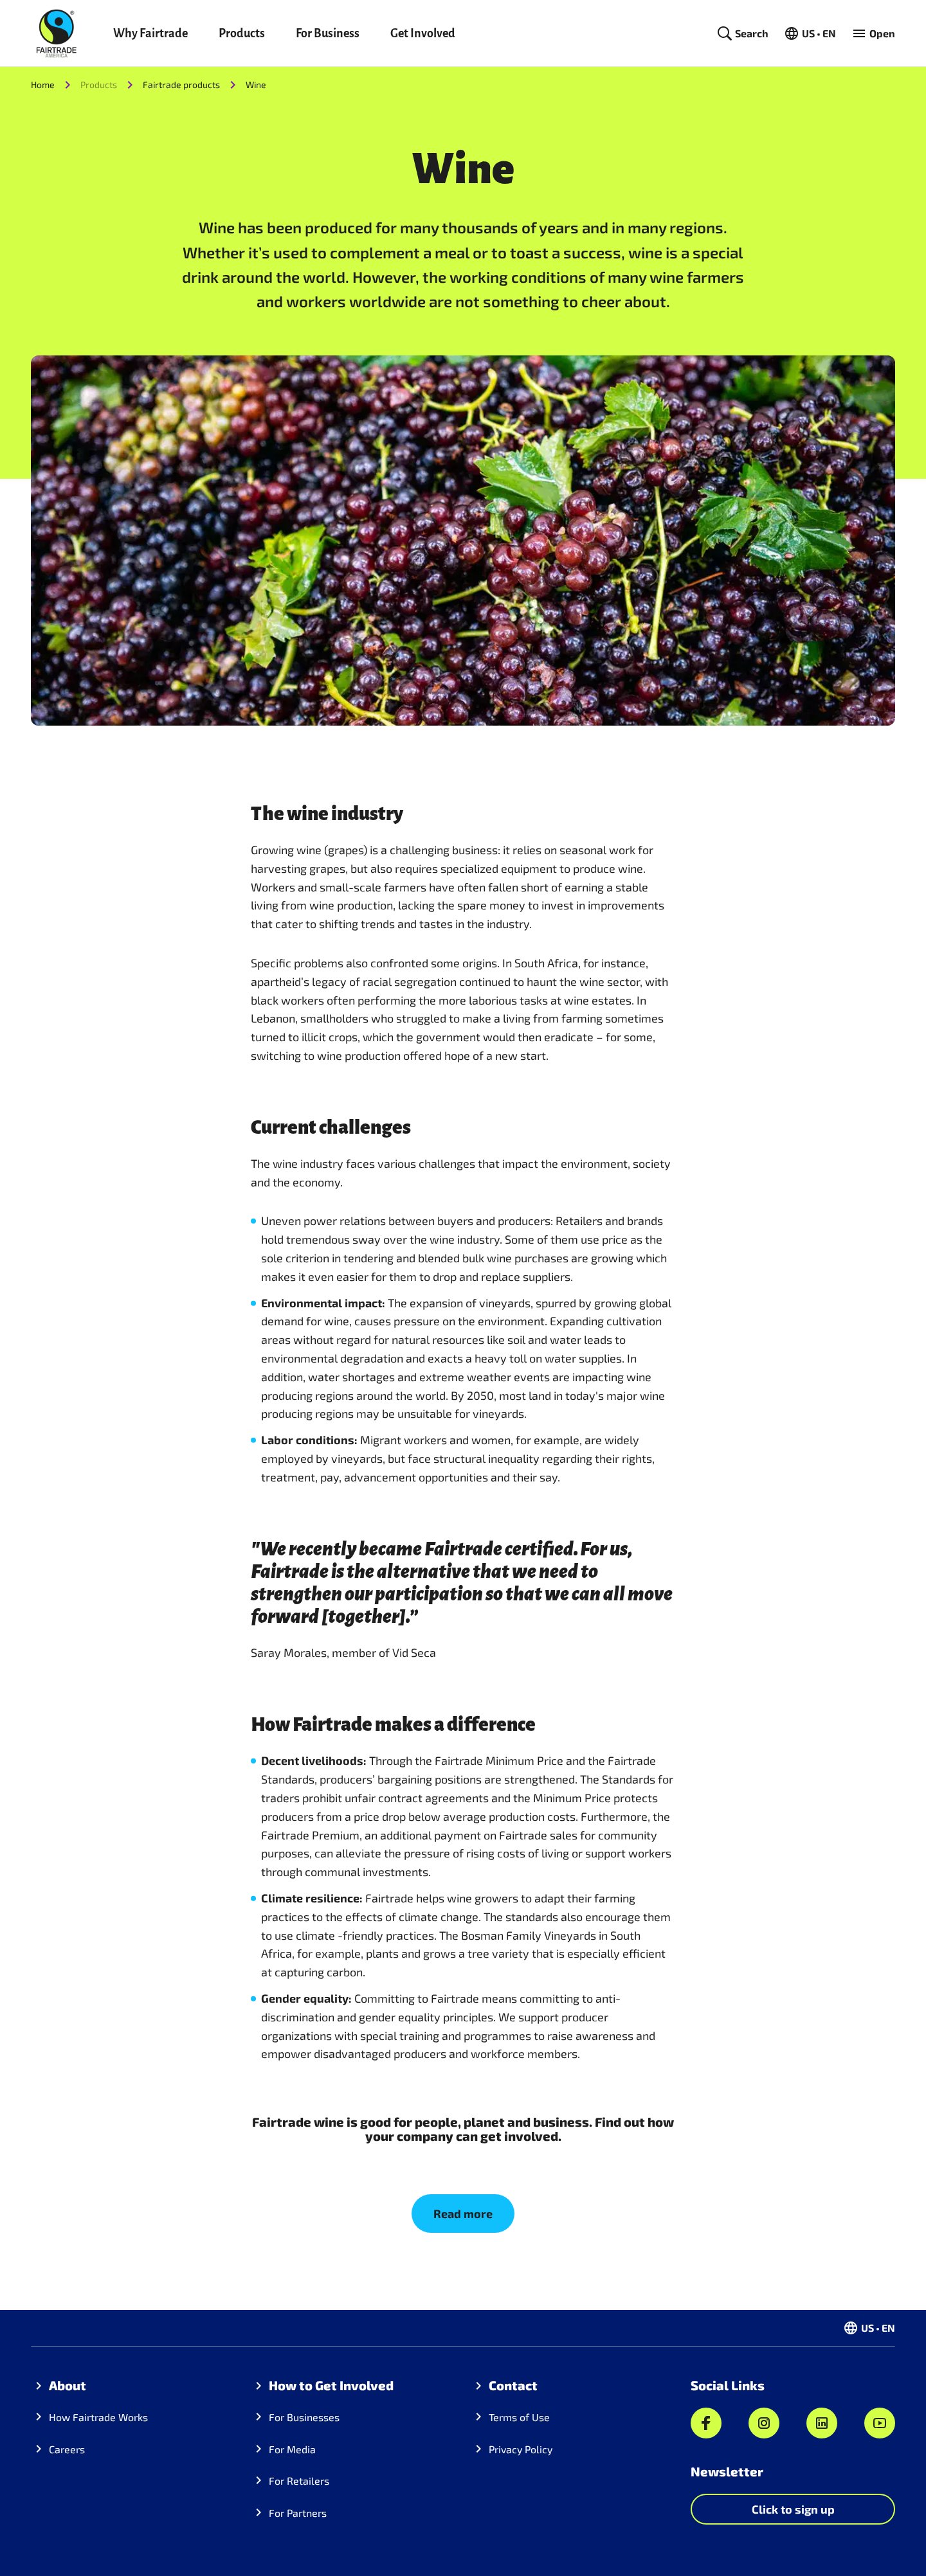 FAIRTRADE
AMERICA
Why Fairtrade
Products
For Business
Get Involved
Search
US • EN
Open
Home
Products
Fairtrade products
Wine
Wine
Wine has been produced for many thousands of years and in many regions.
Whether it’s used to complement a meal or to toast a success, wine is a special
drink around the world. However, the working conditions of many wine farmers
and workers worldwide are not something to cheer about.
The wine industry
Growing wine (grapes) is a challenging business: it relies on seasonal work for
harvesting grapes, but also requires specialized equipment to produce wine.
Workers and small-scale farmers have often fallen short of earning a stable
living from wine production, lacking the spare money to invest in improvements
that cater to shifting trends and tastes in the industry.
Specific problems also confronted some origins. In South Africa, for instance,
apartheid’s legacy of racial segregation continued to haunt the wine sector, with
black workers often performing the more laborious tasks at wine estates. In
Lebanon, smallholders who struggled to make a living from farming sometimes
turned to illicit crops, which the government would then eradicate – for some,
switching to wine production offered hope of a new start.
Current challenges
The wine industry faces various challenges that impact the environment, society
and the economy.
Uneven power relations between buyers and producers: Retailers and brands
hold tremendous sway over the wine industry. Some of them use price as the
sole criterion in tendering and blended bulk wine purchases are growing which
makes it even easier for them to drop and replace suppliers.
Environmental impact: The expansion of vineyards, spurred by growing global
demand for wine, causes pressure on the environment. Expanding cultivation
areas without regard for natural resources like soil and water leads to
environmental degradation and exacts a heavy toll on water supplies. In
addition, water shortages and extreme weather events are impacting wine
producing regions around the world. By 2050, most land in today's major wine
producing regions may be unsuitable for vineyards.
Labor conditions: Migrant workers and women, for example, are widely
employed by vineyards, but face structural inequality regarding their rights,
treatment, pay, advancement opportunities and their say.
"We recently became Fairtrade certified. For us,
Fairtrade is the alternative that we need to
strengthen our participation so that we can all move
forward [together].”
Saray Morales, member of Vid Seca
How Fairtrade makes a difference
Decent livelihoods: Through the Fairtrade Minimum Price and the Fairtrade
Standards, producers’ bargaining positions are strengthened. The Standards for
traders prohibit unfair contract agreements and the Minimum Price protects
producers from a price drop below average production costs. Furthermore, the
Fairtrade Premium, an additional payment on Fairtrade sales for community
purposes, can alleviate the pressure of rising costs of living or support workers
through communal investments.
Climate resilience: Fairtrade helps wine growers to adapt their farming
practices to the effects of climate change. The standards also encourage them
to use climate -friendly practices. The Bosman Family Vineyards in South
Africa, for example, plants and grows a tree variety that is especially efficient
at capturing carbon.
Gender equality: Committing to Fairtrade means committing to anti-
discrimination and gender equality principles. We support producer
organizations with special training and programmes to raise awareness and
empower disadvantaged producers and workforce members.
Fairtrade wine is good for people, planet and business. Find out how
your company can get involved.
Read more
US • EN
About
How Fairtrade Works
Careers
How to Get Involved
For Businesses
For Media
For Retailers
For Partners
Contact
Terms of Use
Privacy Policy
Social Links
Newsletter
Click to sign up